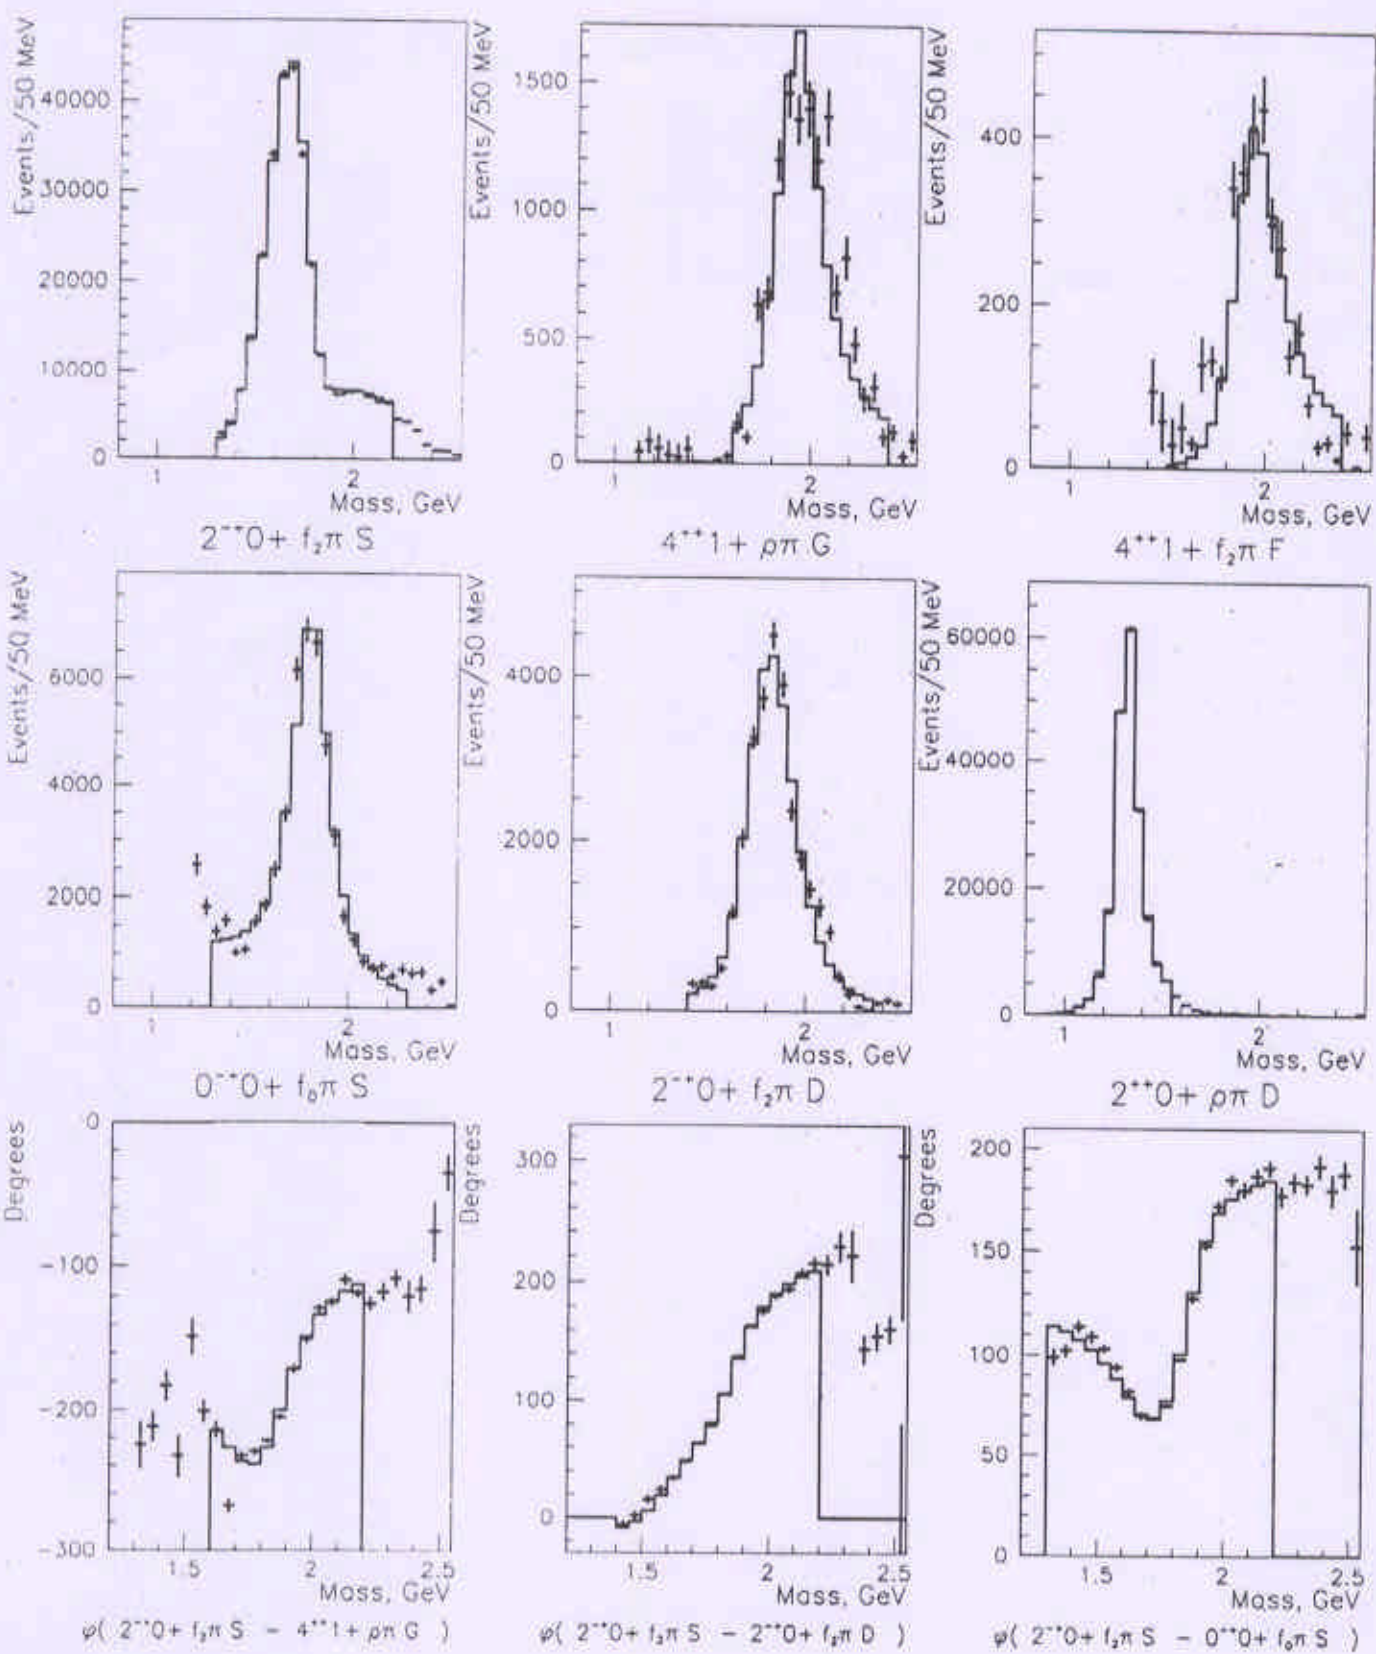 Events/50 MeV
40000
30000
20000
10000
0
1
2
Mass, GeV
2⁻⁺0+ f₂π S
Events/50 MeV
1500
1000
500
0
1
2
Mass, GeV
4⁺⁺1+ ρπ G
Events/50 MeV
400
200
0
1
2
Mass, GeV
4⁺⁺1+ f₂π F
Events/50 MeV
6000
4000
2000
0
1
2
Mass, GeV
0⁻⁺0+ f₀π S
Events/50 MeV
4000
2000
0
1
2
Mass, GeV
2⁻⁺0+ f₂π D
Events/50 MeV
60000
40000
20000
0
1
2
Mass, GeV
2⁺⁺0+ ρπ D
Degrees
0
-100
-200
-300
1.5
2
2.5
Mass, GeV
φ( 2⁻⁺0+ f₂π S - 4⁺⁺1+ ρπ G )
Degrees
300
200
100
0
1.5
2
2.5
Mass, GeV
φ( 2⁻⁺0+ f₂π S - 2⁻⁺0+ f₂π D )
Degrees
200
150
100
50
0
1.5
2
2.5
Mass, GeV
φ( 2⁻⁺0+ f₂π S - 0⁻⁺0+ f₀π S )